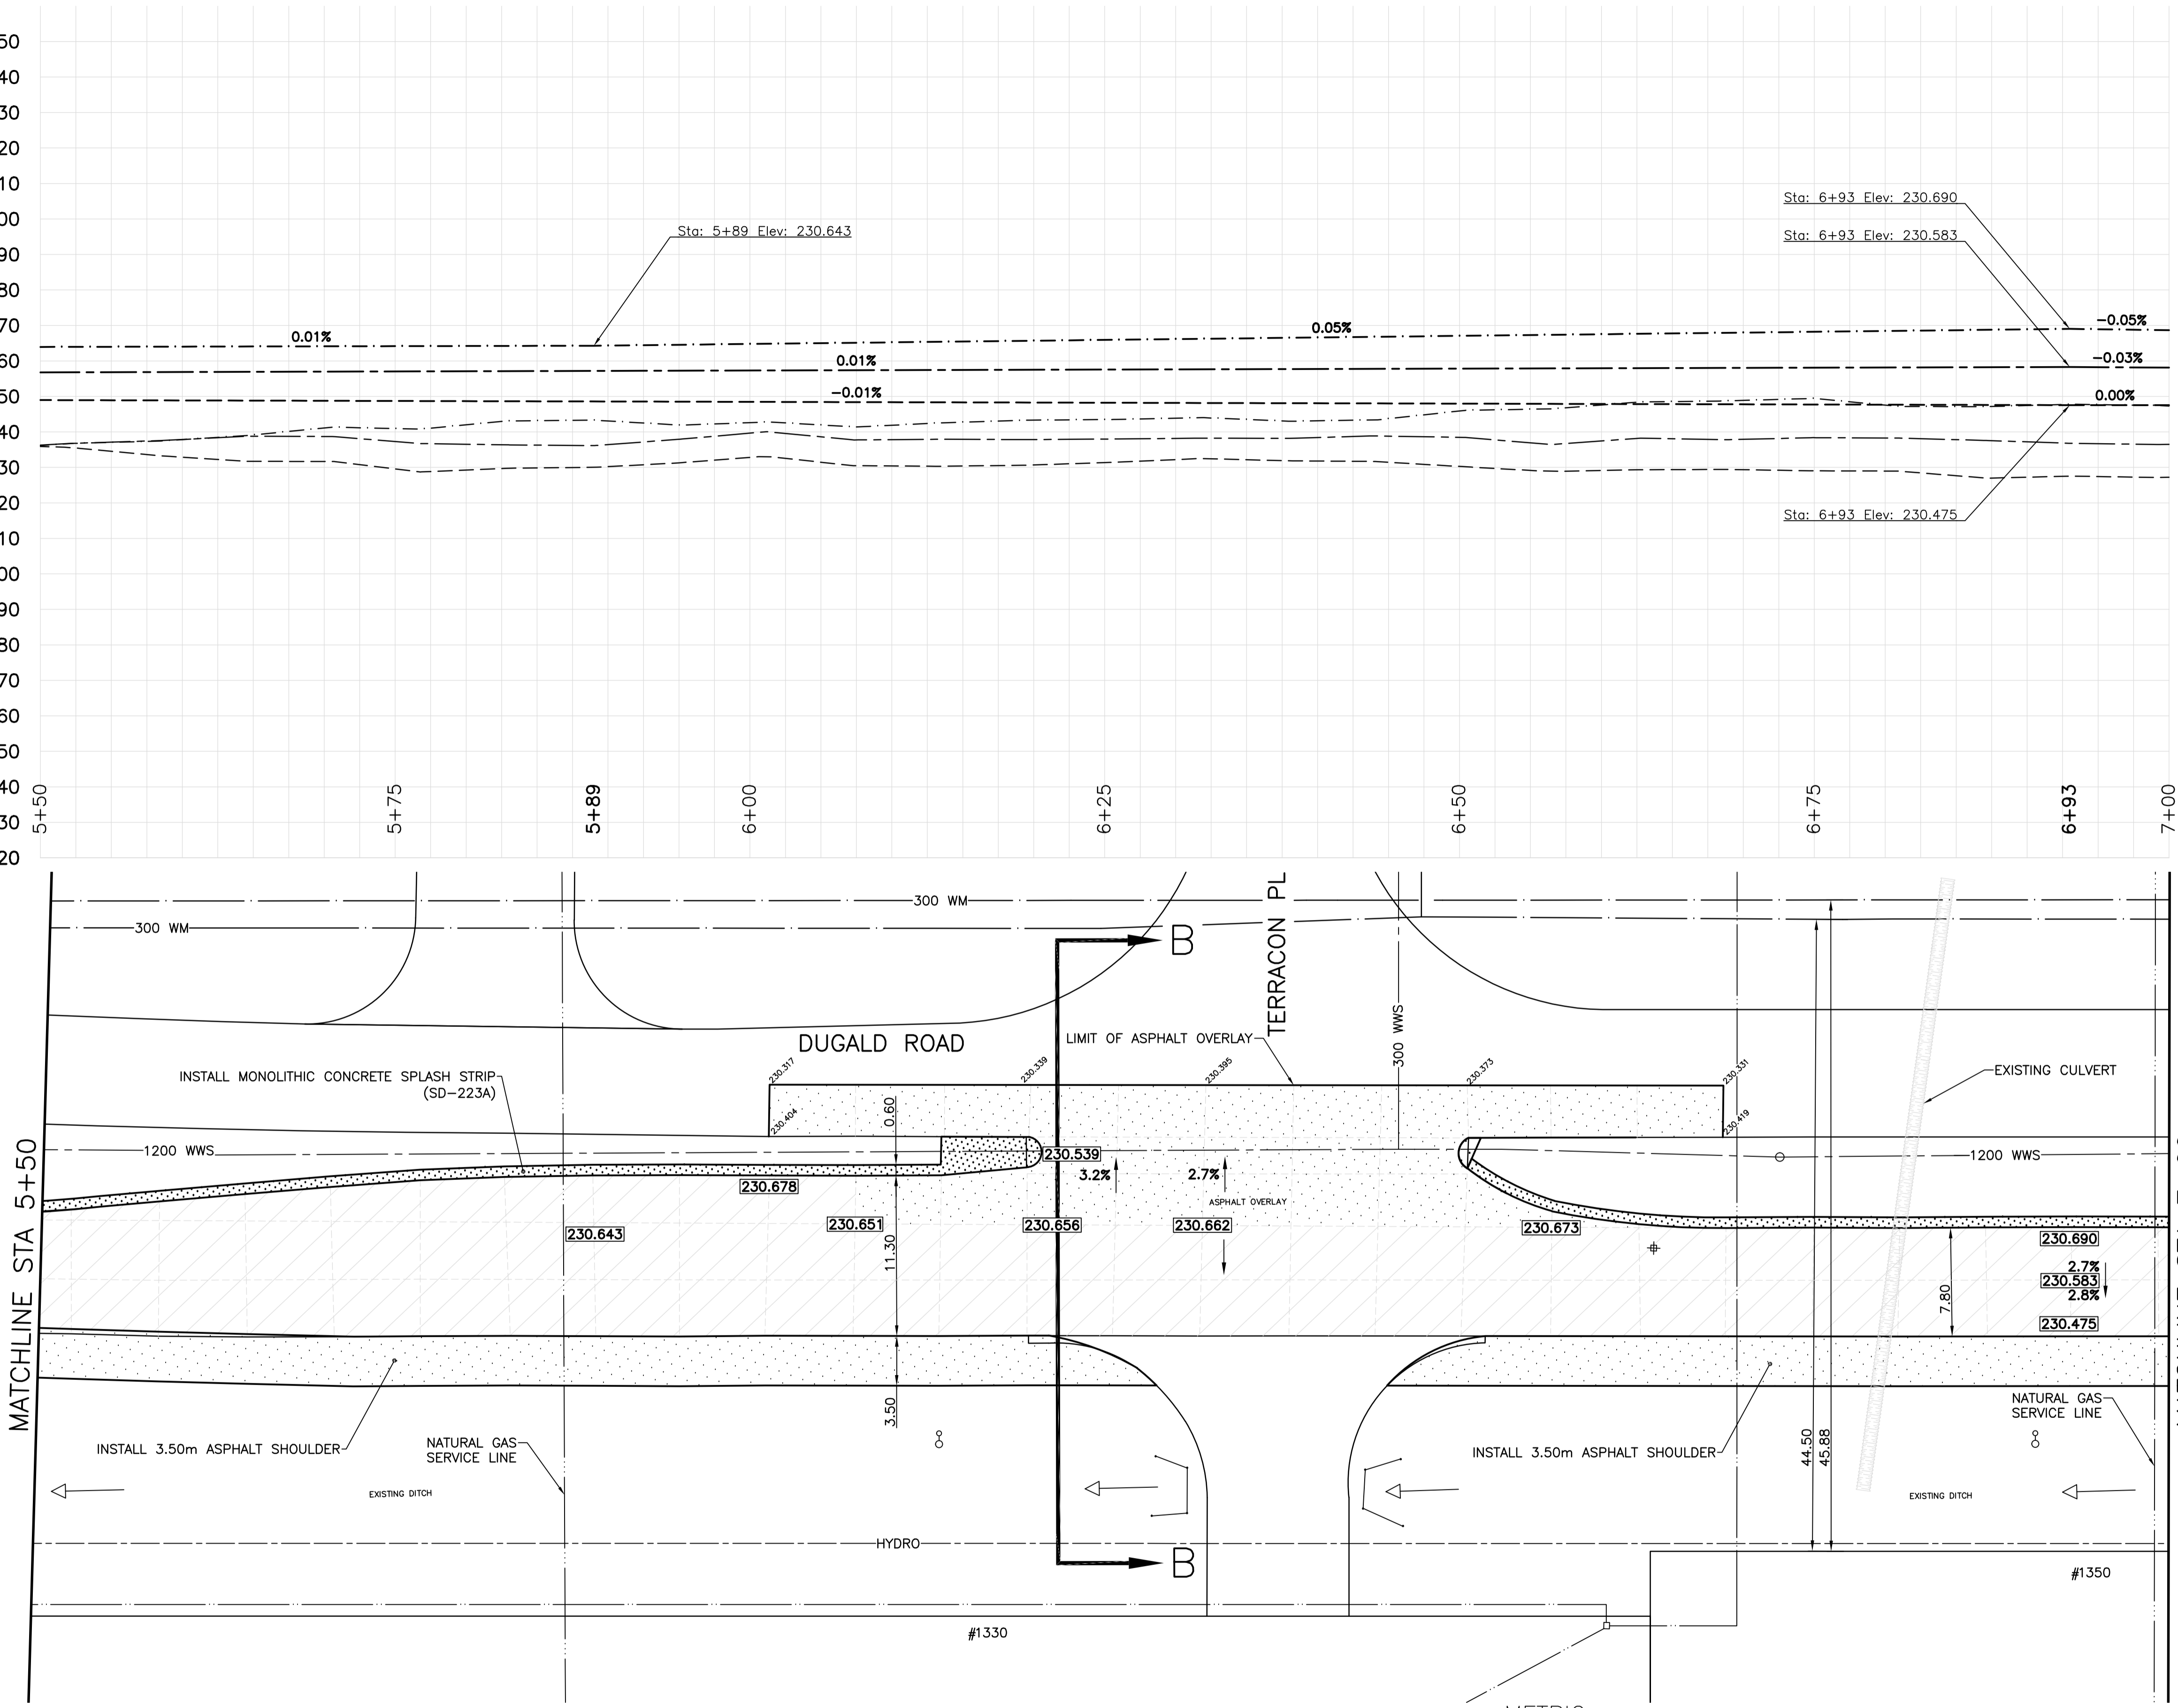 50
40
30
20
10
00
90
80
70
60
50
40
30
20
10
00
90
80
70
60
50
40
30
20
Sta: 5+89 Elev: 230.643
Sta: 6+93 Elev: 230.690
Sta: 6+93 Elev: 230.583
0.01%
0.05%
-0.05%
0.01%
-0.03%
-0.01%
0.00%
Sta: 6+93 Elev: 230.475
5+50
5+75
5+89
6+00
6+25
6+50
6+75
6+93
7+00
300 WM
300 WM
B
TERRACON PL
300 WWS
DUGALD ROAD
LIMIT OF ASPHALT OVERLAY
INSTALL MONOLITHIC CONCRETE SPLASH STRIP
(SD-223A)
230.317
230.339
230.395
230.373
230.331
EXISTING CULVERT
230.404
0.60
230.419
1200 WWS
230.539
1200 WWS
3.2%
2.7%
230.678
ASPHALT OVERLAY
230.643
230.651
230.656
230.662
230.673
230.690
11.30
2.7%
230.583
2.8%
7.80
230.475
MATCHLINE STA 5+50
3.50
INSTALL 3.50m ASPHALT SHOULDER
NATURAL GAS
SERVICE LINE
INSTALL 3.50m ASPHALT SHOULDER
44.50
45.88
NATURAL GAS
SERVICE LINE
EXISTING DITCH
EXISTING DITCH
HYDRO
B
#1350
#1330